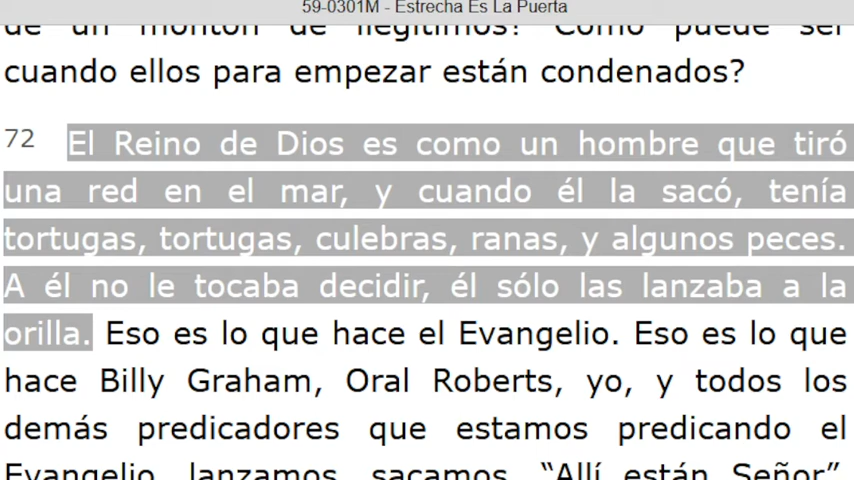 59-0301M - Estrecha Es La Puerta
de un montón de ilegítimos? Cómo puede ser
cuando ellos para empezar están condenados?
72 El Reino de Dios es como un hombre que tiró
una red en el mar, y cuando él la sacó, tenía
tortugas, tortugas, culebras, ranas, y algunos peces.
A él no le tocaba decidir, él sólo las lanzaba a la
orilla. Eso es lo que hace el Evangelio. Eso es lo que
hace Billy Graham, Oral Roberts, yo, y todos los
demás predicadores que estamos predicando el
Evangelio, lanzamos, sacamos, “Allí están Señor”